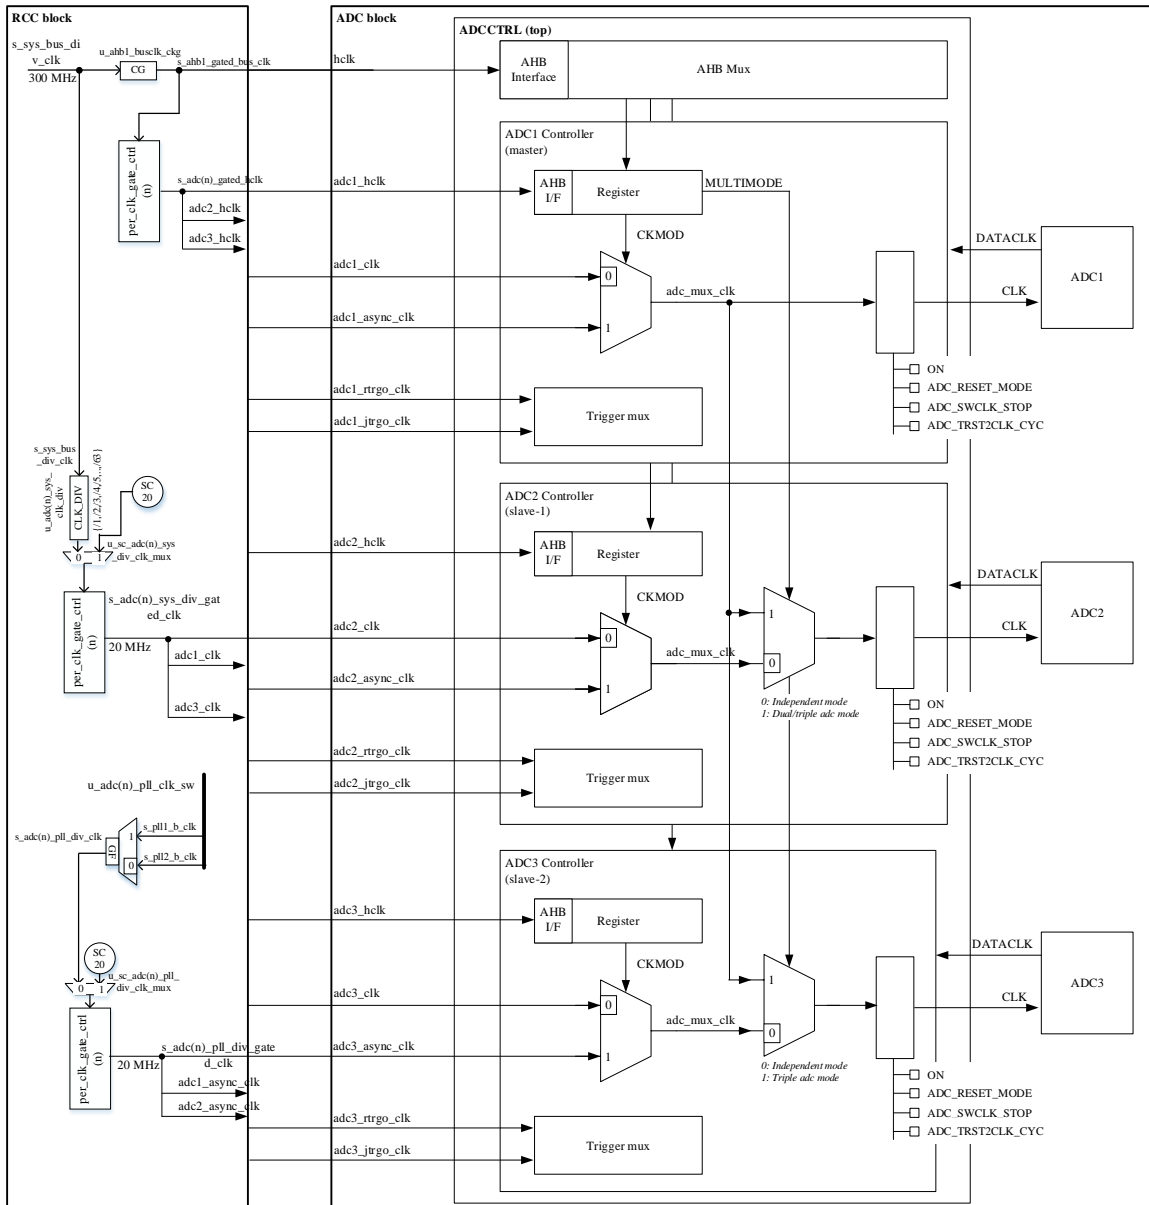 RCC block
s_sys_bus_di
v_clk
300 MHz
u_ahb1_busclk_ckg
CG
s_ahb1_gated_bus_clk
per_clk_gate_ctrl
(n)
s_adc(n)_gated_hclk
adc2_hclk
adc3_hclk
s_sys_bus
_div_clk
u_adc(n)_sys_
clk_div
CLK_DIV
{/1,/2,/3,/4,/5,..,/63}
SC
20
0
1
u_sc_adc(n)_sys
_div_clk_mux
per_clk_gate_ctrl
(n)
s_adc(n)_sys_div_gat
ed_clk
20 MHz
adc1_clk
adc3_clk
u_adc(n)_pll_clk_sw
s_adc(n)_pll_div_clk
GF
1
0
s_pll1_b_clk
s_pll2_b_clk
SC
20
0
1
u_sc_adc(n)_pll_
div_clk_mux
per_clk_gate_ctrl
(n)
20 MHz
s_adc(n)_pll_div_gate
d_clk
adc1_async_clk
adc2_async_clk
ADC block
hclk
adc1_hclk
adc1_clk
adc1_async_clk
adc1_rtrgo_clk
adc1_jtrgo_clk
adc2_hclk
adc2_clk
adc2_async_clk
adc2_rtrgo_clk
adc2_jtrgo_clk
adc3_hclk
adc3_clk
adc3_async_clk
adc3_rtrgo_clk
adc3_jtrgo_clk
ADCCTRL (top)
AHB
Interface
AHB Mux
ADC1 Controller
(master)
AHB
I/F
Register
MULTIMODE
CKMOD
0
1
adc_mux_clk
Trigger mux
ON
ADC_RESET_MODE
ADC_SWCLK_STOP
ADC_TRST2CLK_CYC
DATACLK
CLK
ADC1
ADC2 Controller
(slave-1)
AHB
I/F
Register
CKMOD
0
1
adc_mux_clk
1
0
0: Independent mode
1: Dual/triple adc mode
Trigger mux
ON
ADC_RESET_MODE
ADC_SWCLK_STOP
ADC_TRST2CLK_CYC
DATACLK
CLK
ADC2
ADC3 Controller
(slave-2)
AHB
I/F
Register
CKMOD
0
1
adc_mux_clk
1
0
0: Independent mode
1: Triple adc mode
Trigger mux
ON
ADC_RESET_MODE
ADC_SWCLK_STOP
ADC_TRST2CLK_CYC
DATACLK
CLK
ADC3